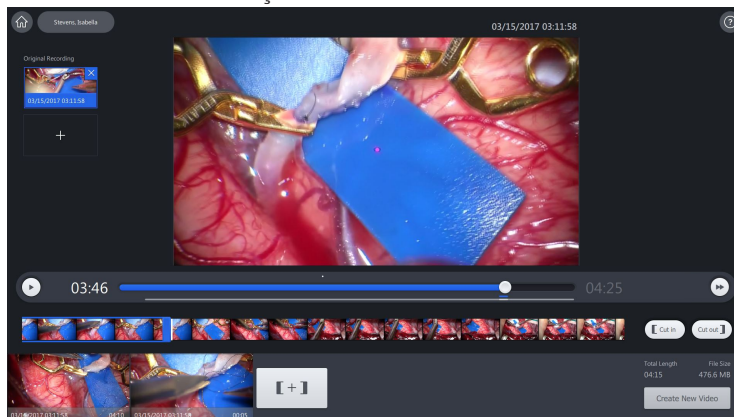 Stevens, Isabella
03/15/2017 03:11:58
?
Original Recording
03/15/2017 03:11:58
+
03:46
04:25
[ Cut in
Cut out ]
[+]
03/15/2017 03:11:58
04:10
03/15/2017 03:11:58
00:05
Total Length
File Size
04:15
476.6 MB
Create New Video